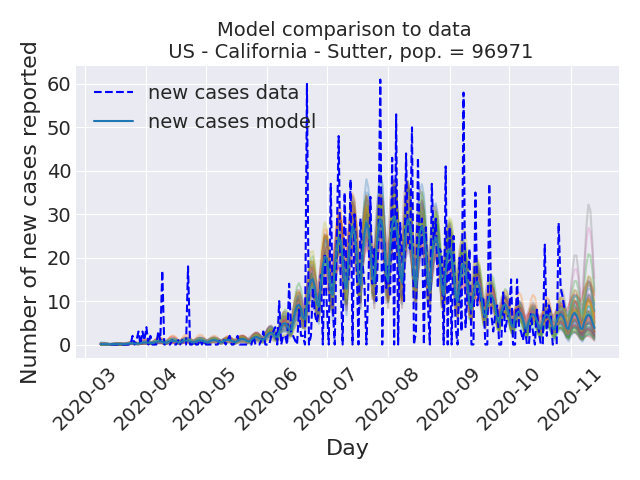 Model comparison to data
US - California - Sutter, pop. = 96971
Number of new cases reported
60
50
40
30
20
10
0
new cases data
new cases model
2020-03
2020-04
2020-05
2020-06
2020-07
2020-08
2020-09
2020-10
2020-11
Day